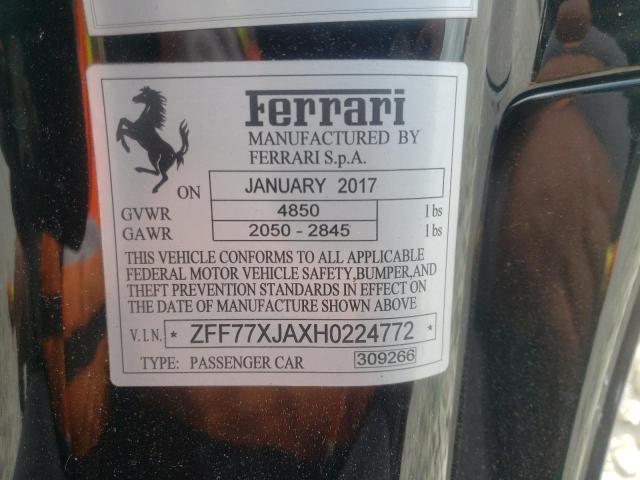 Ferrari
MANUFACTURED BY
FERRARI S.p.A.
ON JANUARY 2017
GVWR 4850 lbs
GAWR 2050 - 2845 lbs
THIS VEHICLE CONFORMS TO ALL APPLICABLE
FEDERAL MOTOR VEHICLE SAFETY,BUMPER,AND
THEFT PREVENTION STANDARDS IN EFFECT ON
THE DATE OF MANUFACTURE SHOWN ABOVE
V.I.N. * ZFF77XJAXH0224772 *
TYPE: PASSENGER CAR 309266